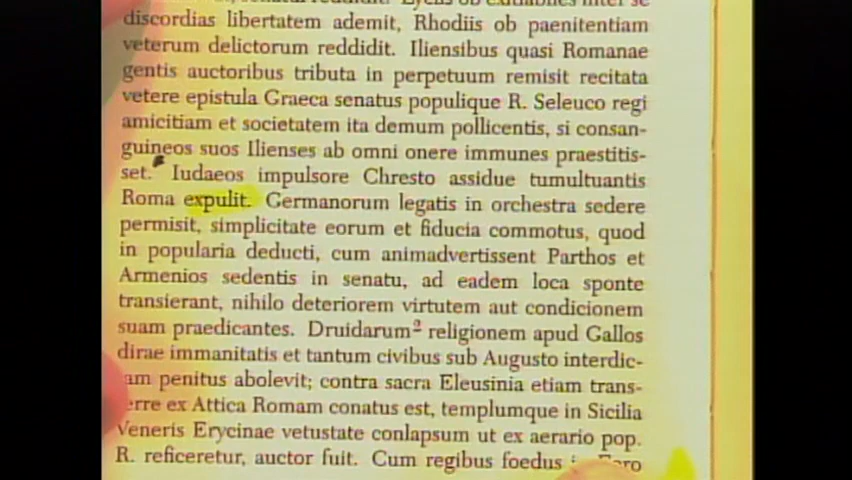 discordias libertatem ademit, Rhodiis ob paenitentiam
veterum delictorum reddidit. Iliensibus quasi Romanae
gentis auctoribus tributa in perpetuum remisit recitata
vetere epistula Graeca senatus populique R. Seleuco regi
amicitiam et societatem ita demum pollicentis, si consan-
guineos suos Ilienses ab omni onere immunes praestitis-
set. Iudaeos impulsore Chresto assidue tumultuantis
Roma expulit. Germanorum legatis in orchestra sedere
permisit, simplicitate eorum et fiducia commotus, quod
in popularia deducti, cum animadvertissent Parthos et
Armenios sedentis in senatu, ad eadem loca sponte
transierant, nihilo deteriorem virtutem aut condicionem
suam praedicantes. Druidarum² religionem apud Gallos
dirae immanitatis et tantum civibus sub Augusto interdic-
am penitus abolevit; contra sacra Eleusinia etiam trans-
erre ex Attica Romam conatus est, templumque in Sicilia
Veneris Erycinae vetustate conlapsum ut ex aerario pop.
R. reficeretur, auctor fuit. Cum regibus foedus